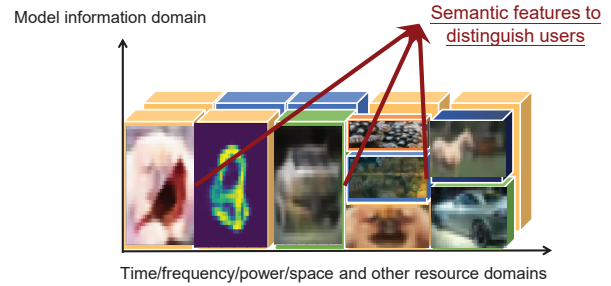 Model information domain
Semantic features to
distinguish users
Time/frequency/power/space and other resource domains